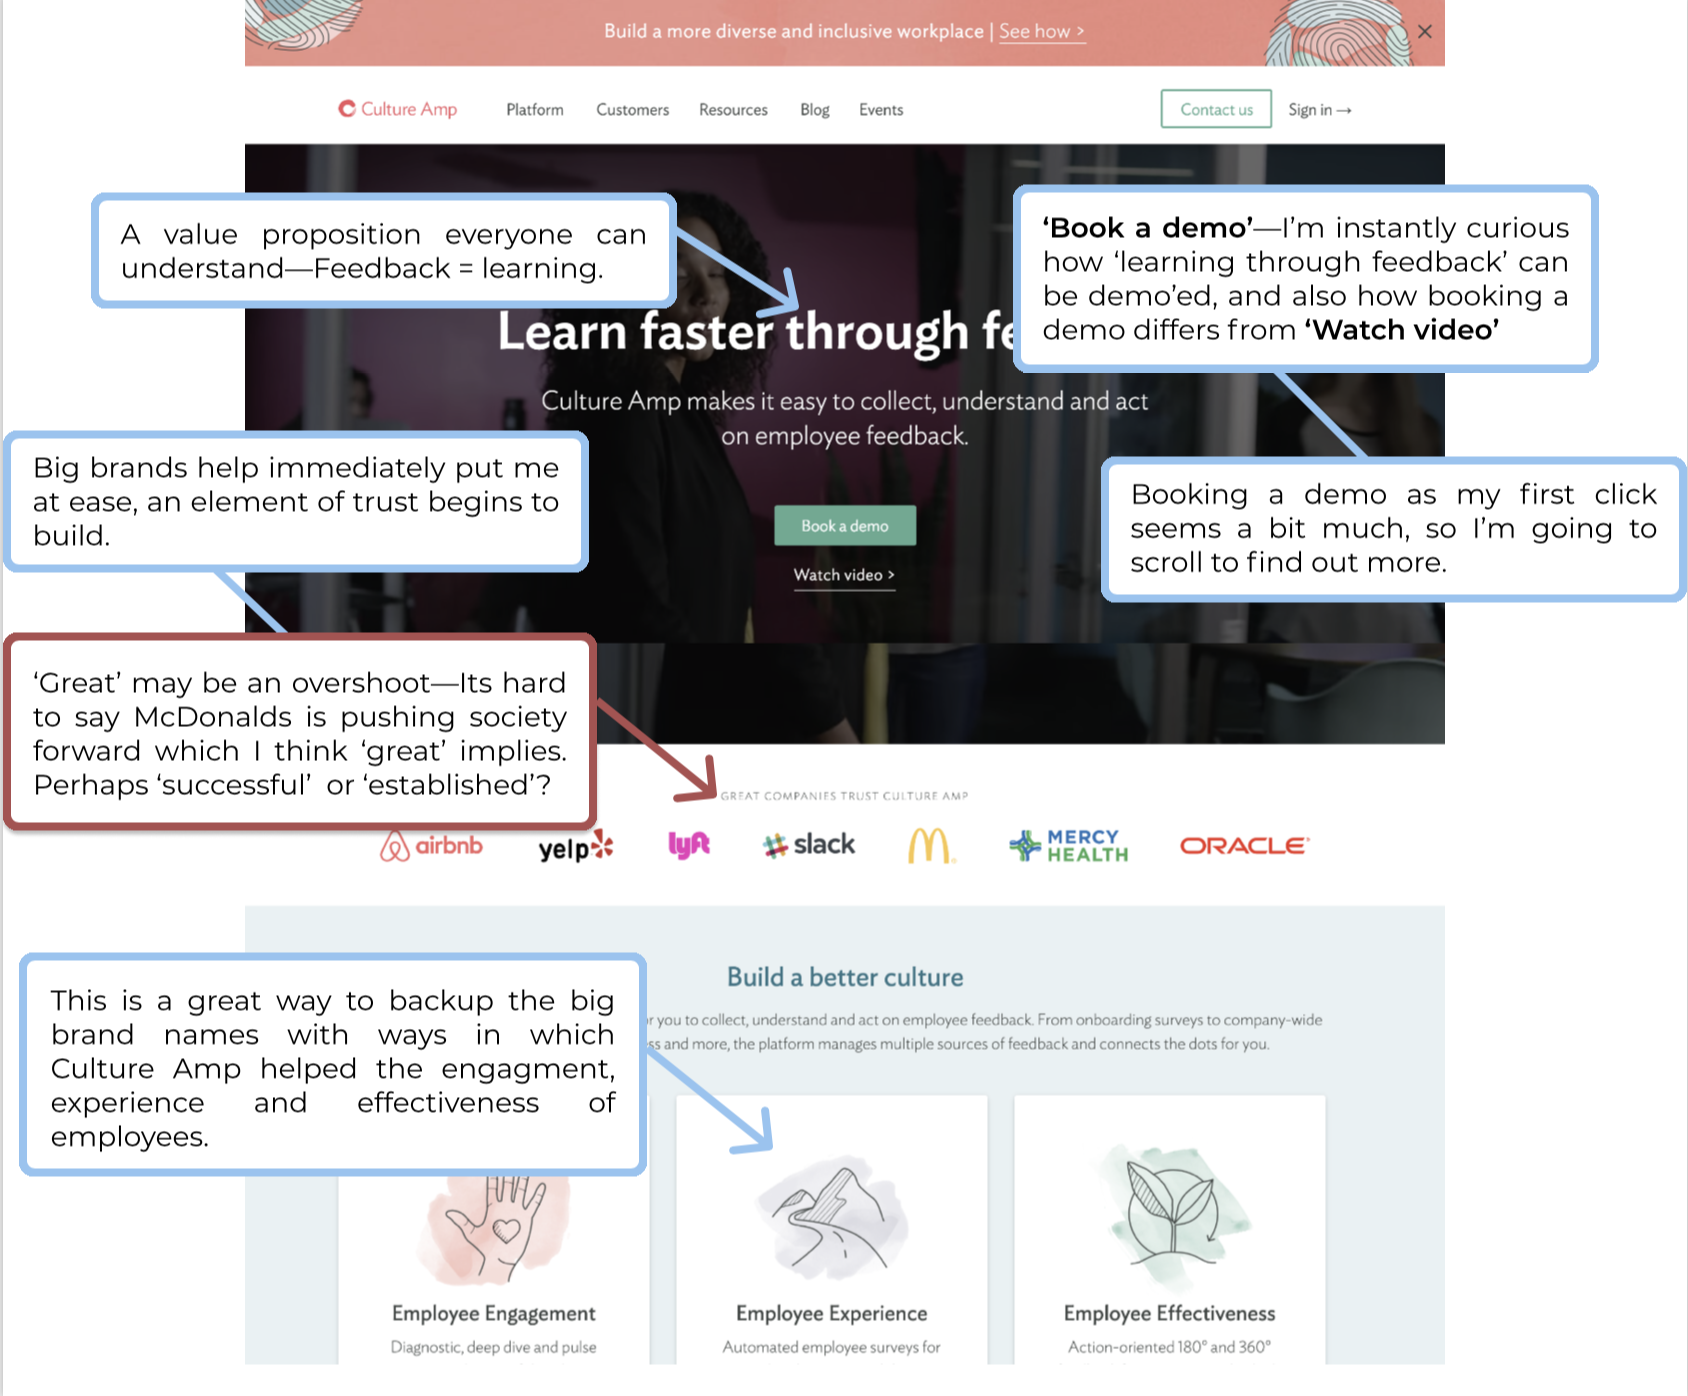 Build a more diverse and inclusive workplace | See how >
Culture Amp
Platform
Customers
Resources
Blog
Events
Contact us
Sign in →
A value proposition everyone can
understand—Feedback = learning.
‘Book a demo’—I’m instantly curious
how ‘learning through feedback’ can
be demo’ed, and also how booking a
demo differs from ‘Watch video’
Learn faster through
Culture Amp makes it easy to collect, understand and act
on employee feedback.
Big brands help immediately put me
at ease, an element of trust begins to
build.
Booking a demo as my first click
seems a bit much, so I’m going to
scroll to find out more.
Book a demo
Watch video >
‘Great’ may be an overshoot—Its hard
to say McDonalds is pushing society
forward which I think ‘great’ implies.
Perhaps ‘successful’ or ‘established’?
GREAT COMPANIES TRUST CULTURE AMP
airbnb
yelp
lyft
slack
MERCY
HEALTH
ORACLE
Build a better culture
This is a great way to backup the big
brand names with ways in which
Culture Amp helped the engagment,
experience and effectiveness of
employees.
you to collect, understand and act on employee feedback. From onboarding surveys to company-wide
and more, the platform manages multiple sources of feedback and connects the dots for you.
Employee Engagement
Diagnostic, deep dive and pulse
Employee Experience
Automated employee surveys for
Employee Effectiveness
Action-oriented 180° and 360°